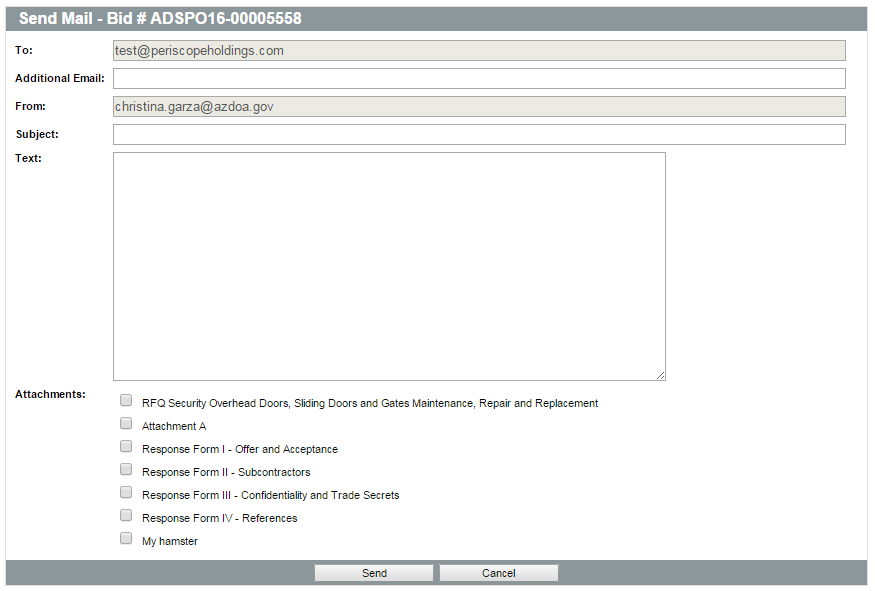 Send Mail - Bid # ADSPO16-00005558
To: test@periscopeholdings.com
Additional Email:
From: christina.garza@azdoa.gov
Subject:
Text:
Attachments:
RFQ Security Overhead Doors, Sliding Doors and Gates Maintenance, Repair and Replacement
Attachment A
Response Form I - Offer and Acceptance
Response Form II - Subcontractors
Response Form III - Confidentiality and Trade Secrets
Response Form IV - References
My hamster
Send Cancel